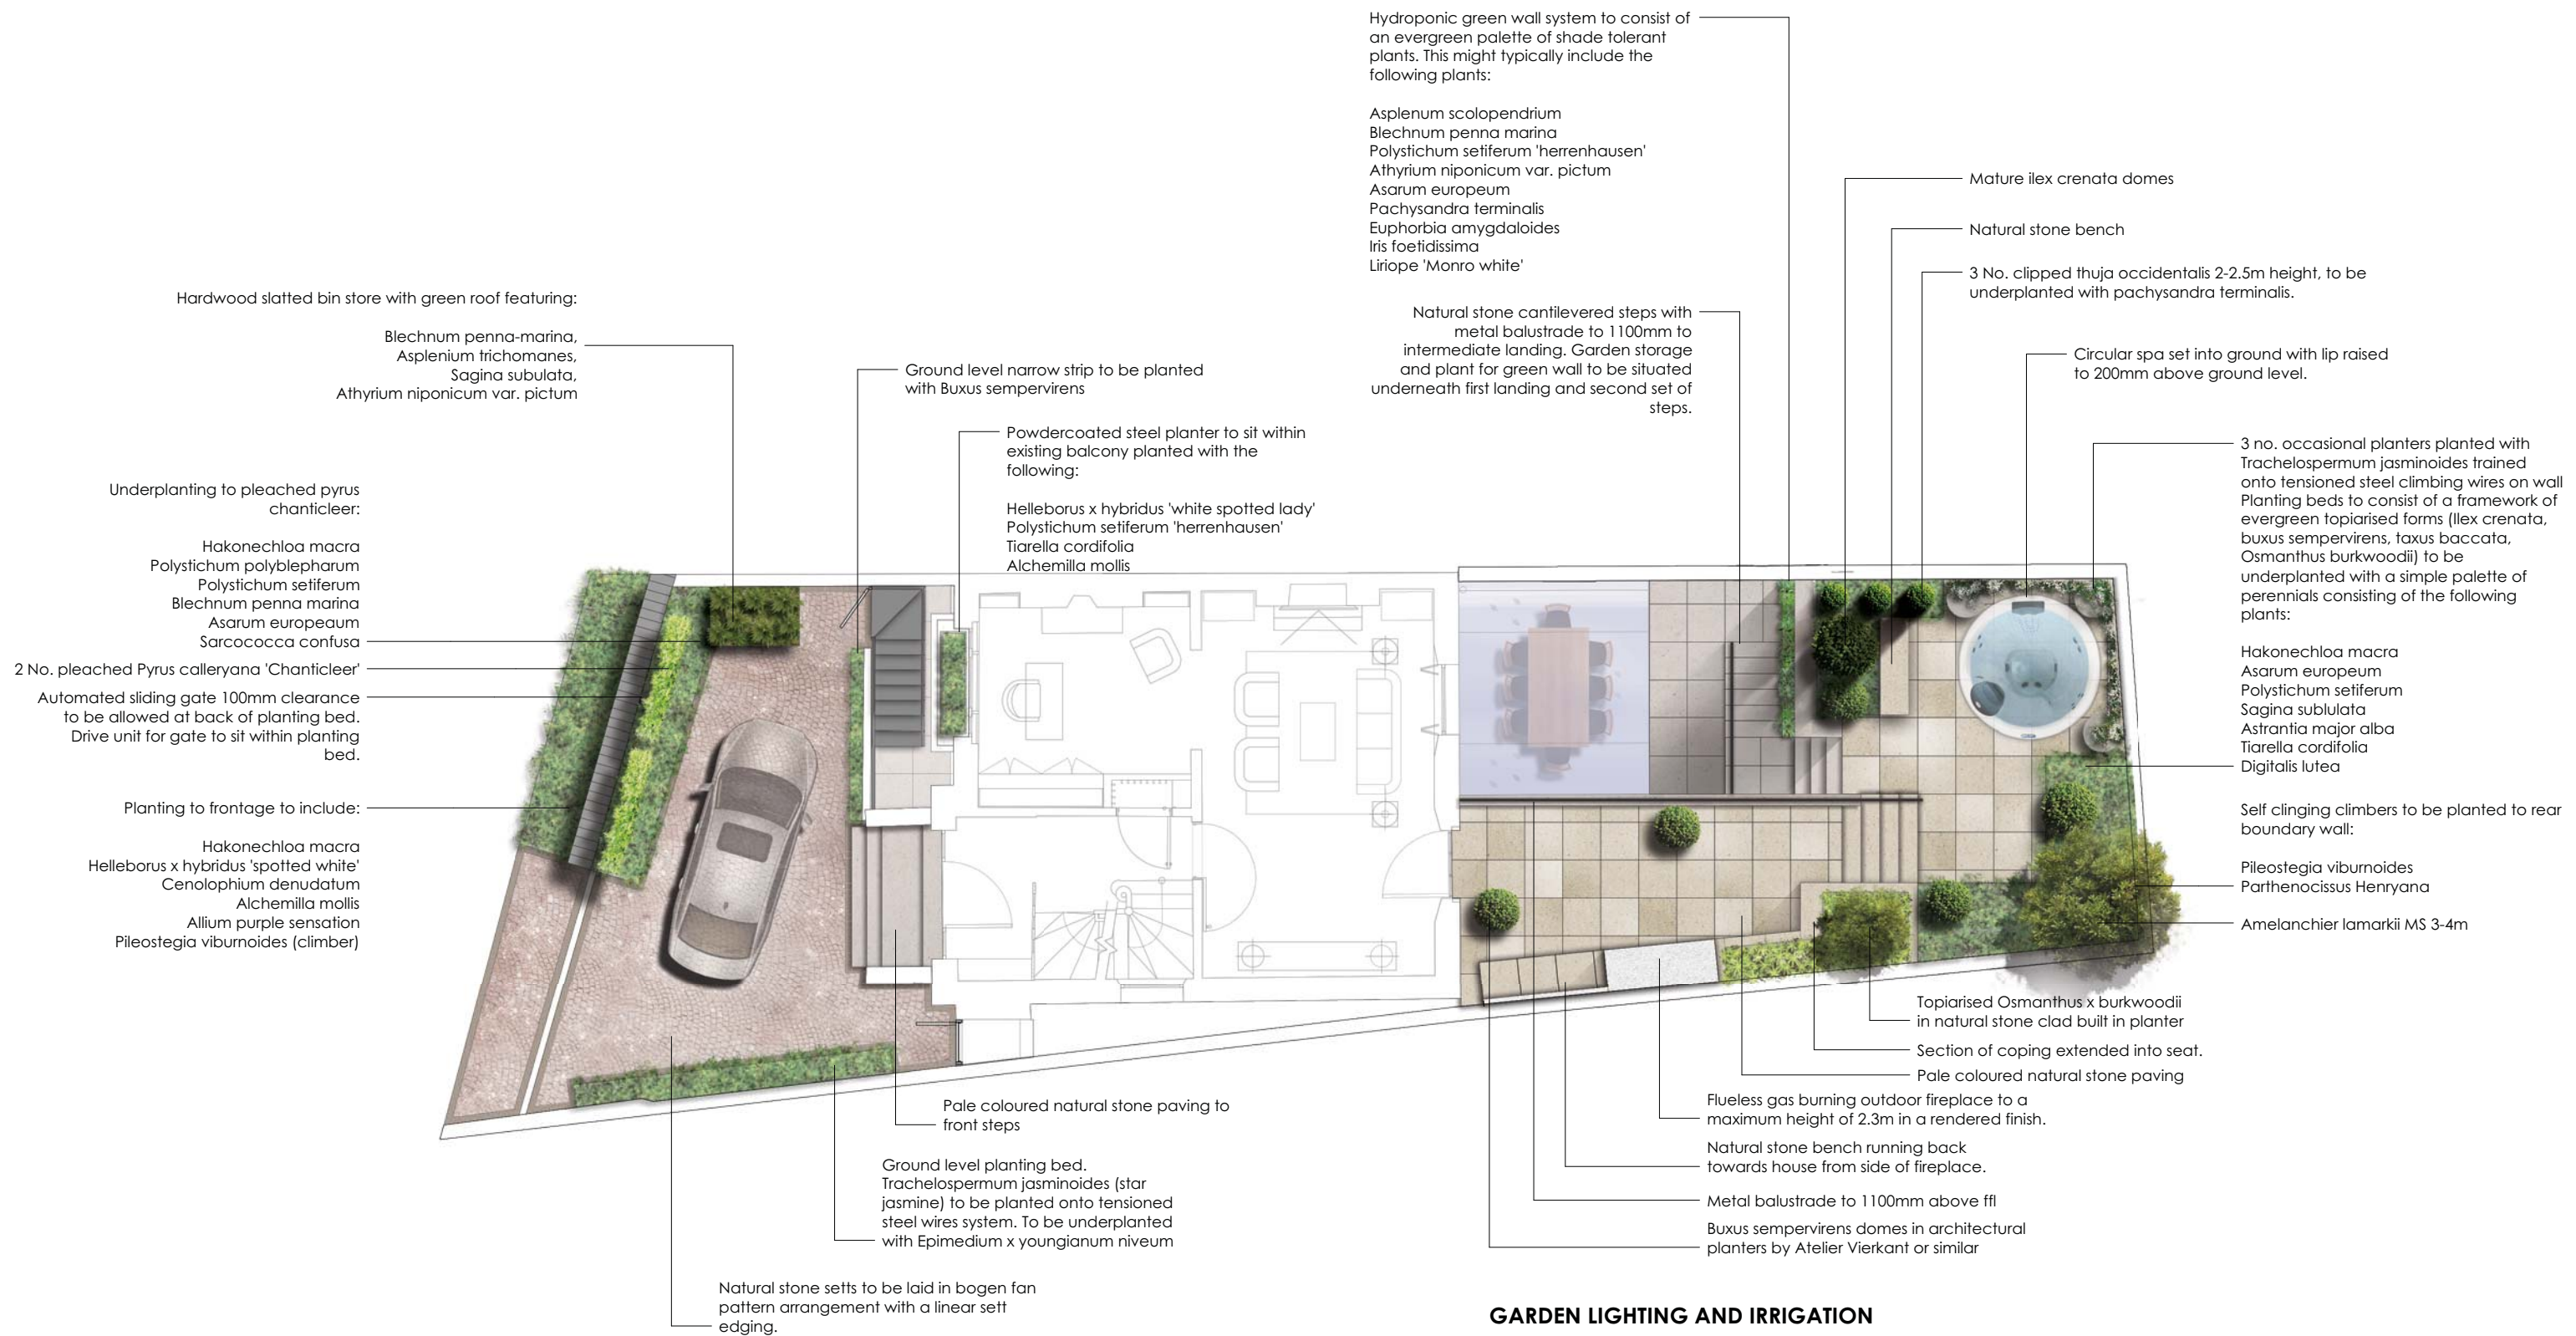 Hydroponic green wall system to consist of
an evergreen palette of shade tolerant
plants. This might typically include the
following plants:
Asplenum scolopendrium
Blechnum penna marina
Polystichum setiferum 'herrenhausen'
Athyrium niponicum var. pictum
Asarum europeum
Pachysandra terminalis
Euphorbia amygdaloides
Iris foetidissima
Liriope 'Monro white'
Mature ilex crenata domes
Natural stone bench
3 No. clipped thuja occidentalis 2-2.5m height, to be
underplanted with pachysandra terminalis.
Hardwood slatted bin store with green roof featuring:
Blechnum penna-marina,
Asplenium trichomanes,
Sagina subulata,
Athyrium niponicum var. pictum
Natural stone cantilevered steps with
metal balustrade to 1100mm to
intermediate landing. Garden storage
and plant for green wall to be situated
underneath first landing and second set of
steps.
Circular spa set into ground with lip raised
to 200mm above ground level.
Ground level narrow strip to be planted
with Buxus sempervirens
Powdercoated steel planter to sit within
existing balcony planted with the
following:
Helleborus x hybridus 'white spotted lady'
Polystichum setiferum 'herrenhausen'
Tiarella cordifolia
Alchemilla mollis
3 no. occasional planters planted with
Trachelospermum jasminoides trained
onto tensioned steel climbing wires on wall
Planting beds to consist of a framework of
evergreen topiarised forms (Ilex crenata,
buxus sempervirens, taxus baccata,
Osmanthus burkwoodii) to be
underplanted with a simple palette of
perennials consisting of the following
plants:
Hakonechloa macra
Asarum europeum
Polystichum setiferum
Sagina sublulata
Astrantia major alba
Tiarella cordifolia
Digitalis lutea
Underplanting to pleached pyrus
chanticleer:
Hakonechloa macra
Polystichum polyblepharum
Polystichum setiferum
Blechnum penna marina
Asarum europeaum
Sarcococca confusa
2 No. pleached Pyrus calleryana 'Chanticleer'
Automated sliding gate 100mm clearance
to be allowed at back of planting bed.
Drive unit for gate to sit within planting
bed.
Planting to frontage to include:
Hakonechloa macra
Helleborus x hybridus 'spotted white'
Cenolophium denudatum
Alchemilla mollis
Allium purple sensation
Pileostegia viburnoides (climber)
Self clinging climbers to be planted to rear
boundary wall:
Pileostegia viburnoides
Parthenocissus Henryana
Amelanchier lamarkii MS 3-4m
Topiarised Osmanthus x burkwoodii
in natural stone clad built in planter
Section of coping extended into seat.
Pale coloured natural stone paving
Flueless gas burning outdoor fireplace to a
maximum height of 2.3m in a rendered finish.
Natural stone bench running back
towards house from side of fireplace.
Metal balustrade to 1100mm above ffl
Buxus sempervirens domes in architectural
planters by Atelier Vierkant or similar
Pale coloured natural stone paving to
front steps
Ground level planting bed.
Trachelospermum jasminoides (star
jasmine) to be planted onto tensioned
steel wires system. To be underplanted
with Epimedium x youngianum niveum
Natural stone setts to be laid in bogen fan
pattern arrangement with a linear sett
edging.
GARDEN LIGHTING AND IRRIGATION